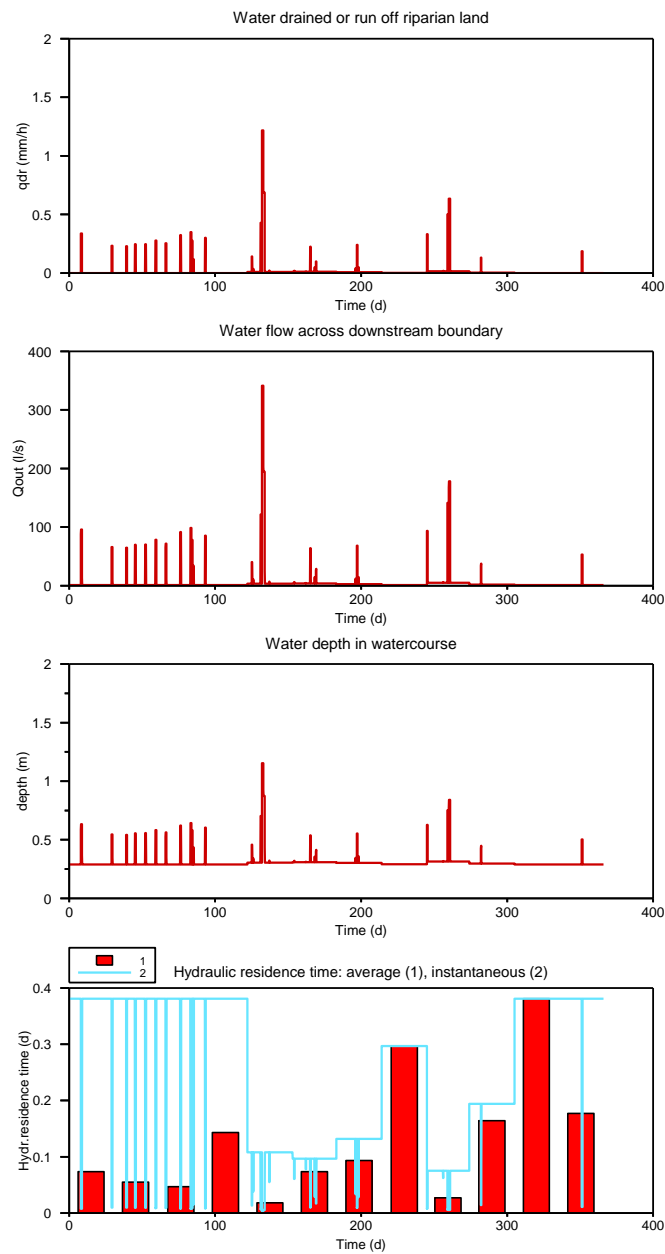 Water drained or run off riparian land
2
1.5
1
0.5
0
qdr (mm/h)
0 100 200 300 400
Time (d)
Water flow across downstream boundary
400
300
200
100
0
Qout (l/s)
0 100 200 300 400
Time (d)
Water depth in watercourse
2
1.5
1
0.5
0
depth (m)
0 100 200 300 400
Time (d)
1
2
Hydraulic residence time: average (1), instantaneous (2)
0.4
0.3
0.2
0.1
0
Hydr.residence time (d)
0 100 200 300 400
Time (d)